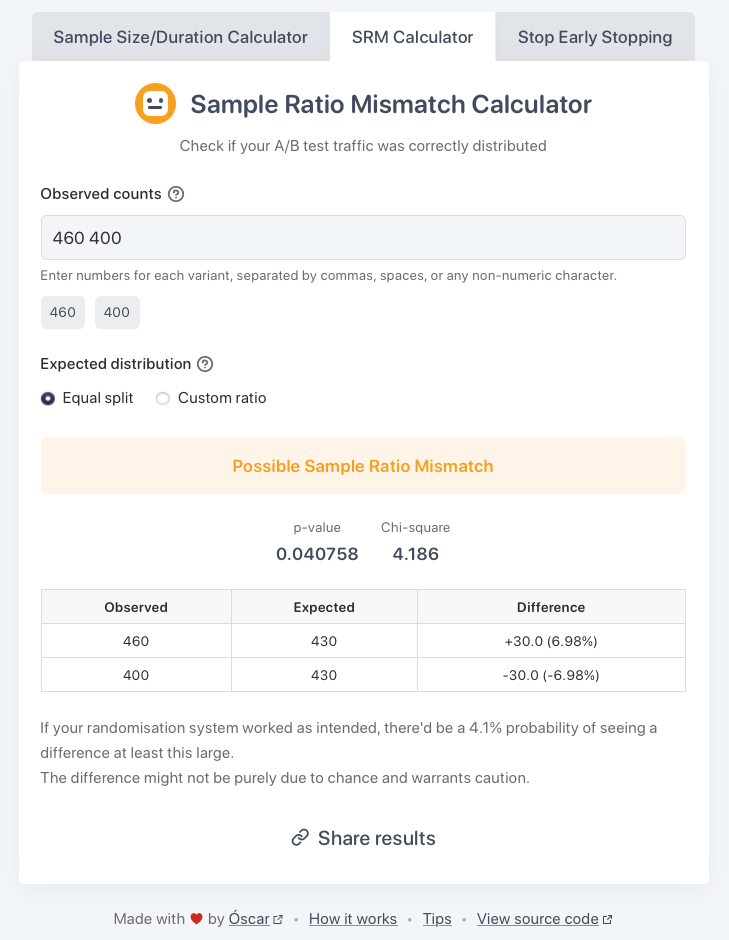 Sample Size/Duration Calculator SRM Calculator Stop Early Stopping
Sample Ratio Mismatch Calculator
Check if your A/B test traffic was correctly distributed
Observed counts ?
460 400
Enter numbers for each variant, separated by commas, spaces, or any non-numeric character.
460 400
Expected distribution ?
Equal split Custom ratio
Possible Sample Ratio Mismatch
p-value Chi-square
0.040758 4.186
Observed Expected Difference
460 430 +30.0 (6.98%)
400 430 -30.0 (-6.98%)
If your randomisation system worked as intended, there'd be a 4.1% probability of seeing a
difference at least this large.
The difference might not be purely due to chance and warrants caution.
Share results
Made with ❤ by Óscar • How it works • Tips • View source code